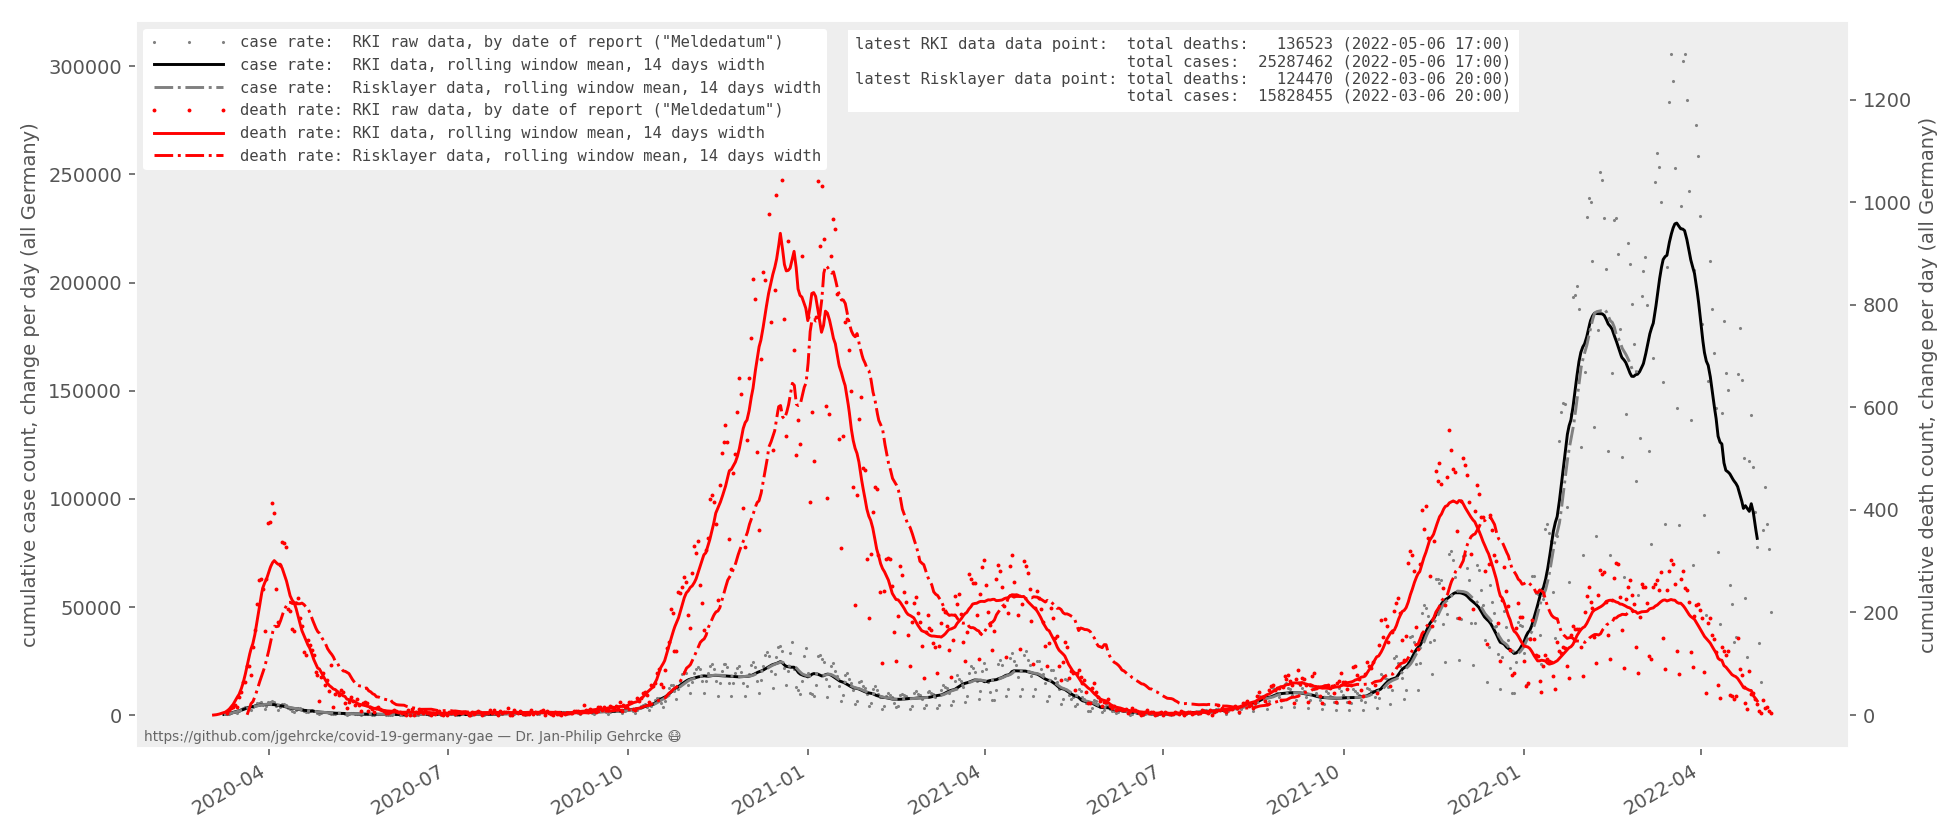 case rate:  RKI raw data, by date of report ("Meldedatum")
case rate:  RKI data, rolling window mean, 14 days width
case rate:  Risklayer data, rolling window mean, 14 days width
death rate: RKI raw data, by date of report ("Meldedatum")
death rate: RKI data, rolling window mean, 14 days width
death rate: Risklayer data, rolling window mean, 14 days width
latest RKI data data point:  total deaths:   136523 (2022-05-06 17:00)
total cases:  25287462 (2022-05-06 17:00)
latest Risklayer data point: total deaths:   124470 (2022-03-06 20:00)
total cases:  15828455 (2022-03-06 20:00)
cumulative case count, change per day (all Germany)
300000
250000
200000
150000
100000
50000
0
cumulative death count, change per day (all Germany)
1200
1000
800
600
400
200
0
https://github.com/jgehrcke/covid-19-germany-gae — Dr. Jan-Philip Gehrcke 😷
2020-04
2020-07
2020-10
2021-01
2021-04
2021-07
2021-10
2022-01
2022-04